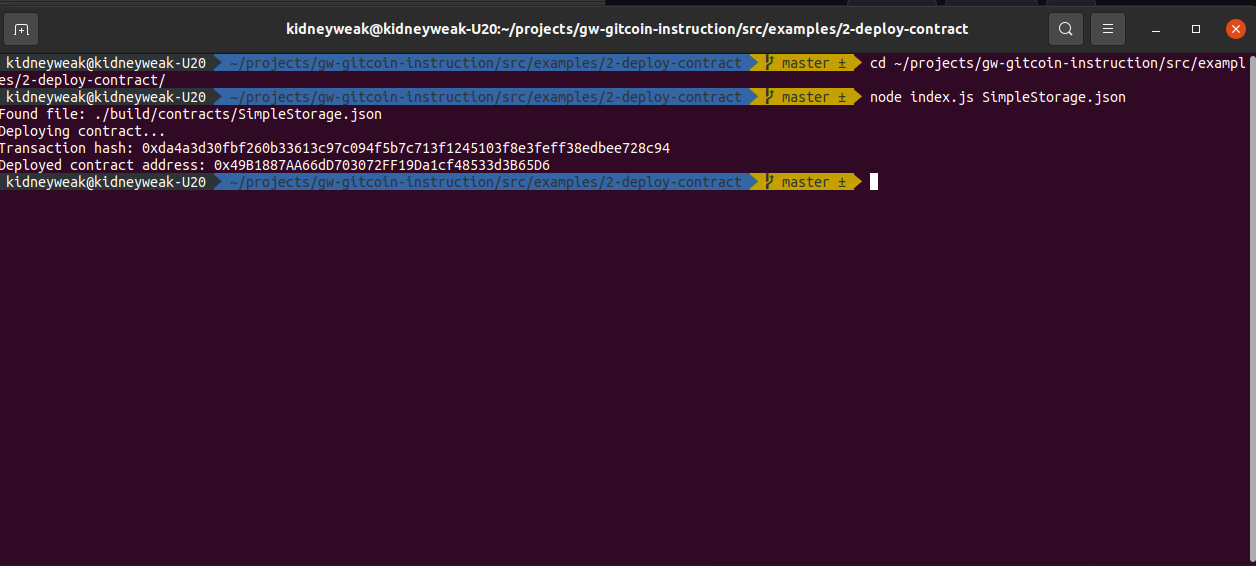 kidneyweak@kidneyweak-U20:~/projects/gw-gitcoin-instruction/src/examples/2-deploy-contract
kidneyweak@kidneyweak-U20 ~/projects/gw-gitcoin-instruction/src/examples/2-deploy-contract master ± cd ~/projects/gw-gitcoin-instruction/src/exampl
es/2-deploy-contract/
kidneyweak@kidneyweak-U20 ~/projects/gw-gitcoin-instruction/src/examples/2-deploy-contract master ± node index.js SimpleStorage.json
Found file: ./build/contracts/SimpleStorage.json
Deploying contract...
Transaction hash: 0xda4a3d30fbf260b33613c97c094f5b7c713f1245103f8e3feff38edbee728c94
Deployed contract address: 0x49B1887AA66dD703072FF19Da1cf48533d3B65D6
kidneyweak@kidneyweak-U20 ~/projects/gw-gitcoin-instruction/src/examples/2-deploy-contract master ±